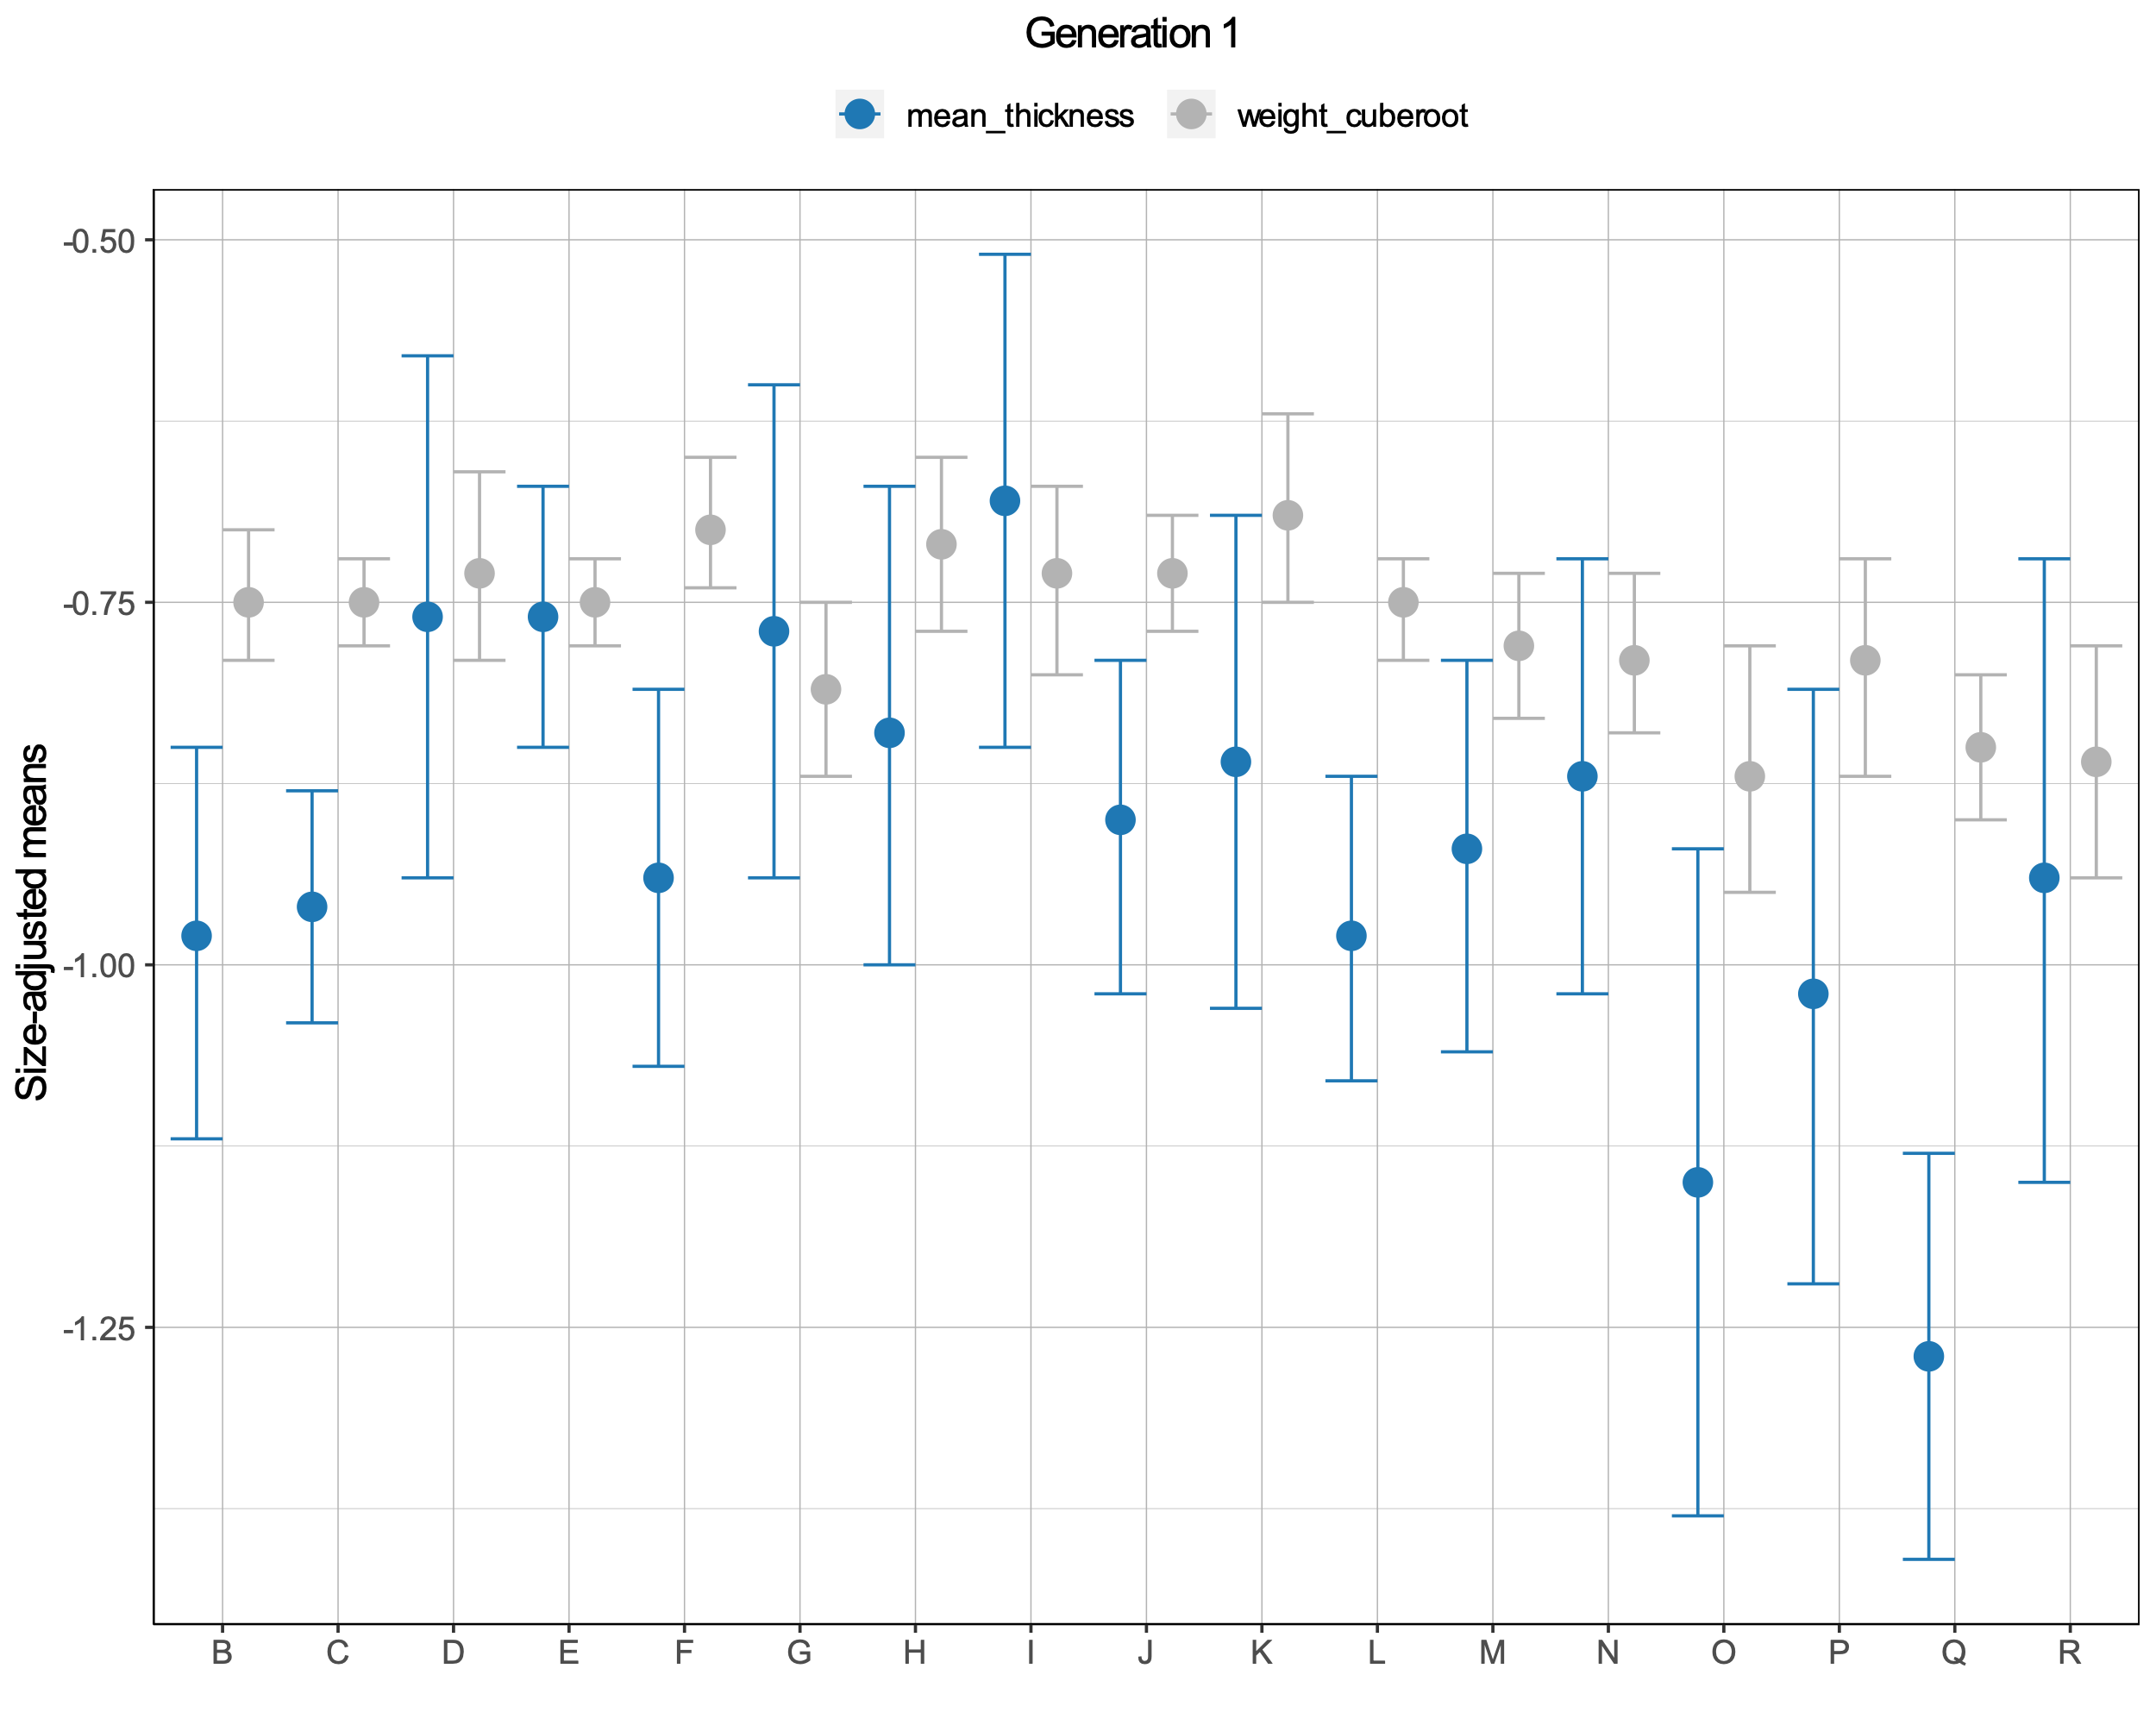 Generation 1
mean_thickness weight_cuberoot
Size-adjusted means
-0.50
-0.75
-1.00
-1.25
B C D E F G H I J K L M N O P Q R